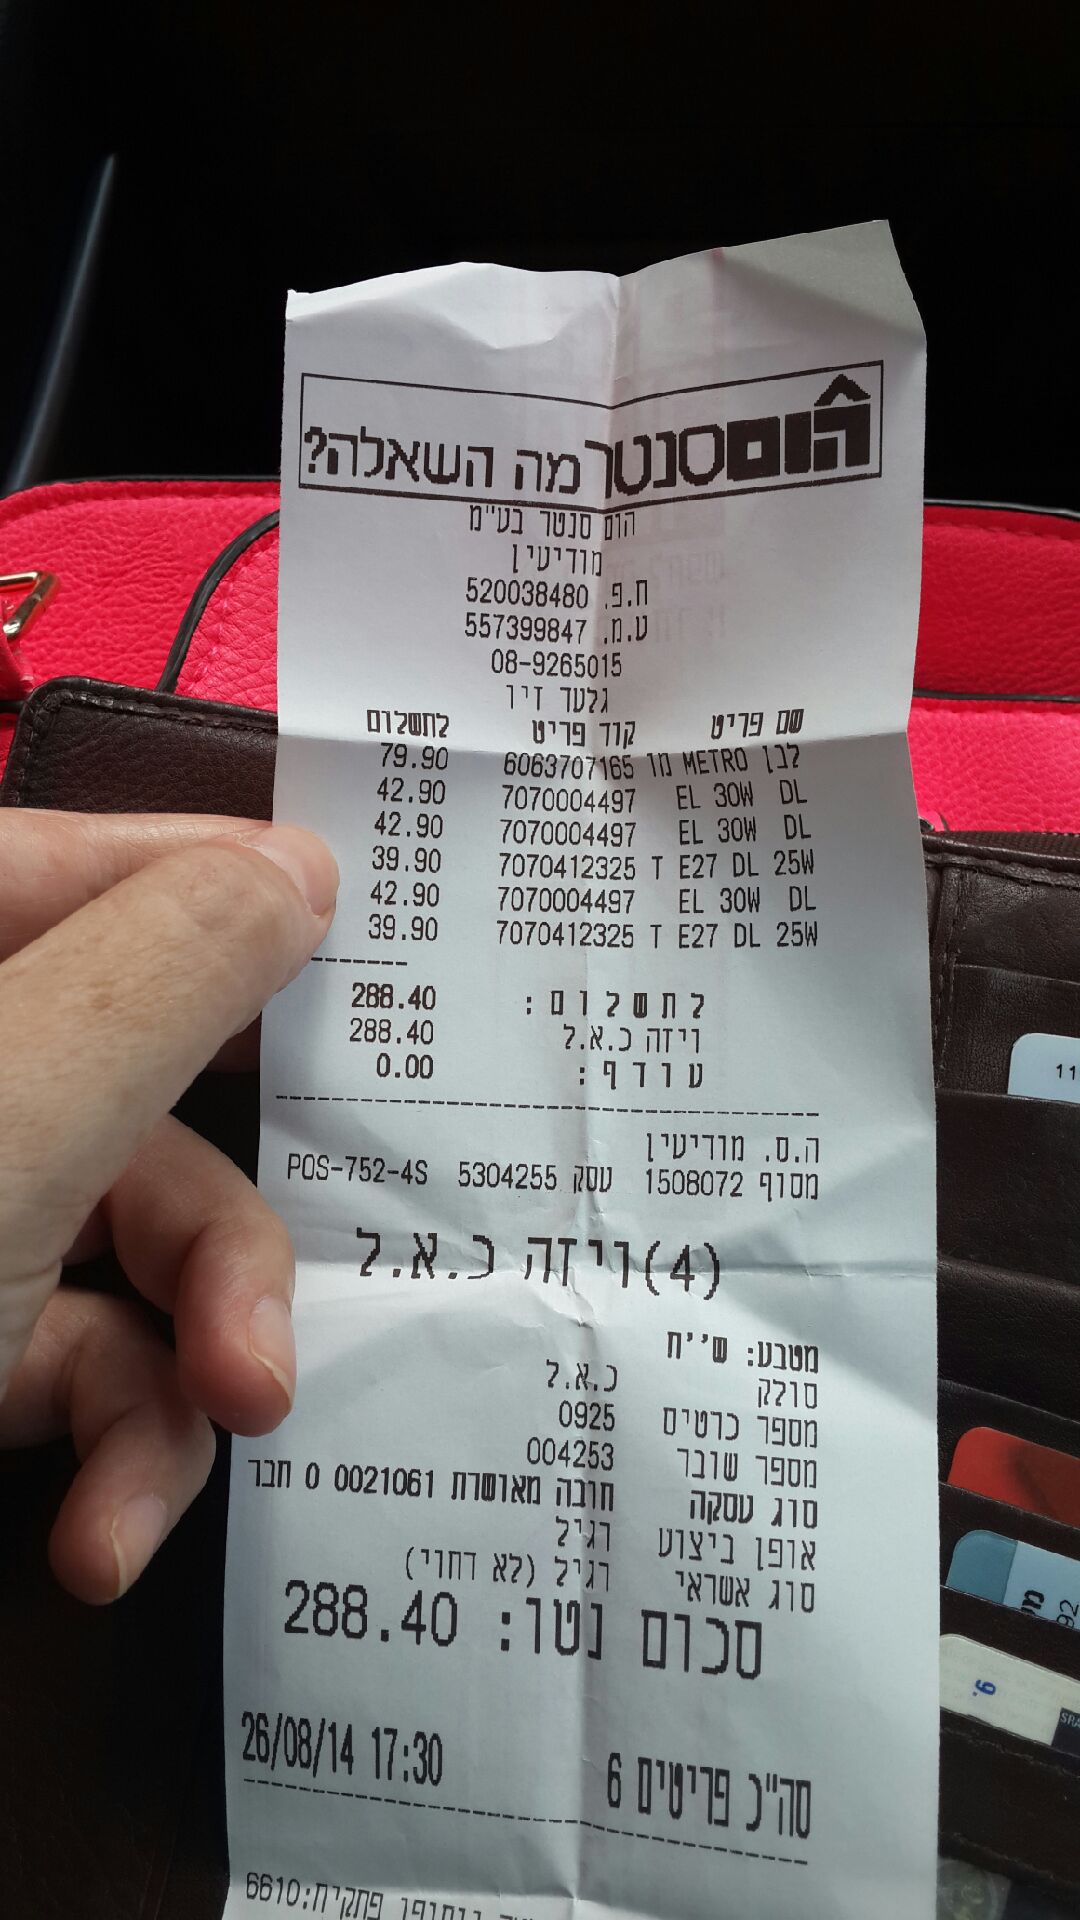 הום סנטר מה השאלה?
הום סנטר בע"מ
מודיעין
ח.פ. 520038480
ע.מ. 557399847
08-9265015
גלעד זיו
שם פריט קוד פריט לתשלום
לבן METRO מו 6063707165 79.90
EL 30W DL 7070004497 42.90
EL 30W DL 7070004497 42.90
T E27 DL 25W 7070412325 39.90
EL 30W DL 7070004497 42.90
T E27 DL 25W 7070412325 39.90
לתשלום: 288.40
ויזה כ.א.ל 288.40
עודף: 0.00
ה.ס. מודיעין
מסוף 1508072 עסק 5304255 POS-752-4S
(4)ויזה כ.א.ל
מטבע: ש''ח
סולק כ.א.ל
מספר כרטיס 0925
מספר שובר 004253
סוג עסקה חובה מאושרת 0021061 0 חבר
אופן ביצוע רגיל
סוג אשראי רגיל (לא דחוי)
סכום נטו: 288.40
סה"כ פריטים 6 26/08/14 17:30
פתקית:6610
11
92
9.